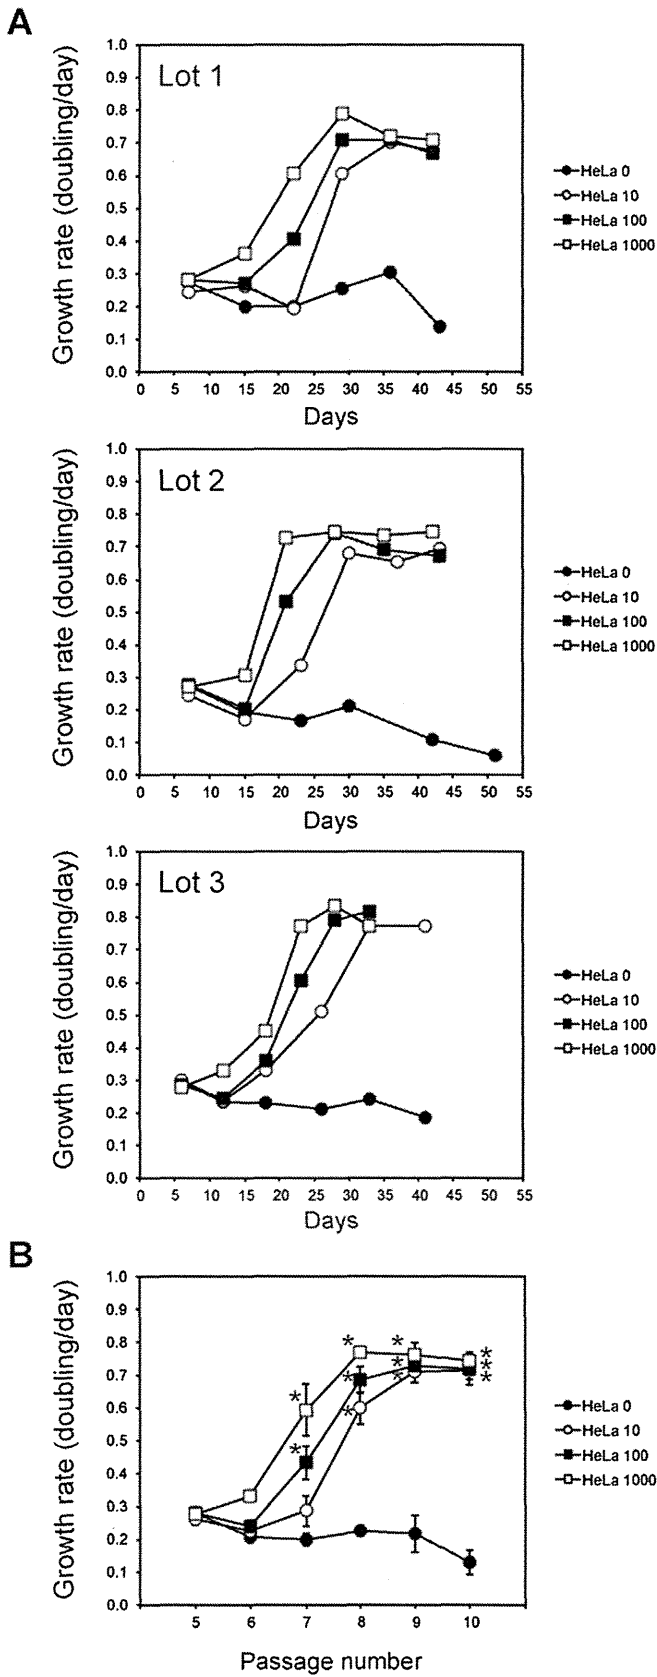 A
Lot 1
Growth rate (doubling/day)
1.0
0.9
0.8
0.7
0.6
0.5
0.4
0.3
0.2
0.1
0.0
0 5 10 15 20 25 30 35 40 45 50 55
Days
HeLa 0
HeLa 10
HeLa 100
HeLa 1000
Lot 2
Growth rate (doubling/day)
1.0
0.9
0.8
0.7
0.6
0.5
0.4
0.3
0.2
0.1
0.0
0 5 10 15 20 25 30 35 40 45 50 55
Days
HeLa 0
HeLa 10
HeLa 100
HeLa 1000
Lot 3
Growth rate (doubling/day)
1.0
0.9
0.8
0.7
0.6
0.5
0.4
0.3
0.2
0.1
0.0
0 5 10 15 20 25 30 35 40 45 50 55
Days
HeLa 0
HeLa 10
HeLa 100
HeLa 1000
B
Growth rate (doubling/day)
1.0
0.9
0.8
0.7
0.6
0.5
0.4
0.3
0.2
0.1
0.0
5 6 7 8 9 10
Passage number
* * * * * * * * * * *
HeLa 0
HeLa 10
HeLa 100
HeLa 1000